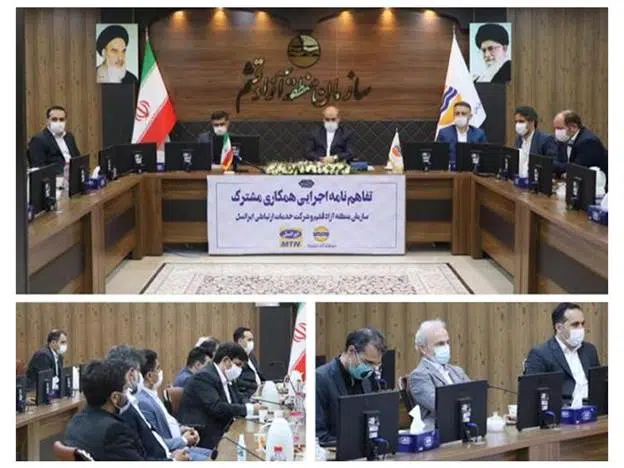 سازمان منطقه آزاد قشم
تفاهم نامه اجرایی همکاری مشترک
سازمان منطقه آزاد قشم و شرکت خدمات ارتباطی ایرانسل
ایرانسل
MTN